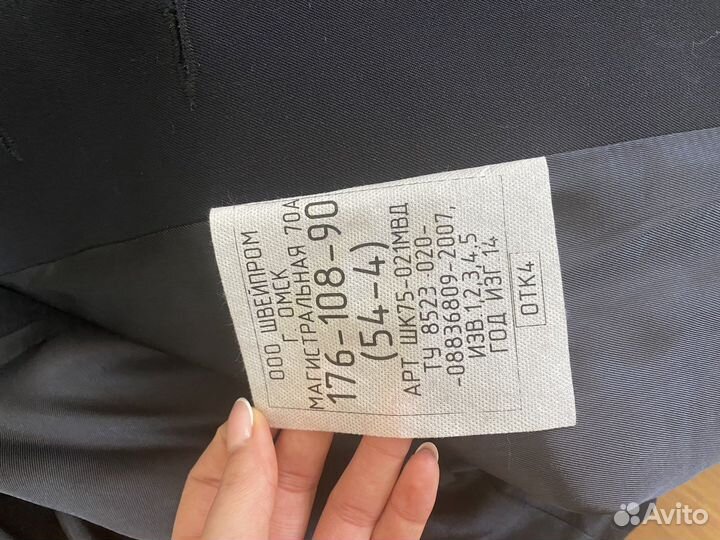 ООО ШВЕЙПРОМ
Г ОМСК
МАГИСТРАЛЬНАЯ 70А
176-108-90
(54-4)
АРТ ШК75-021МВД
ТУ 8523 020-
-08836809-2007,
ИЗВ 1,2,3,4,5
ГОД ИЗГ 14
ОТК4
Avito